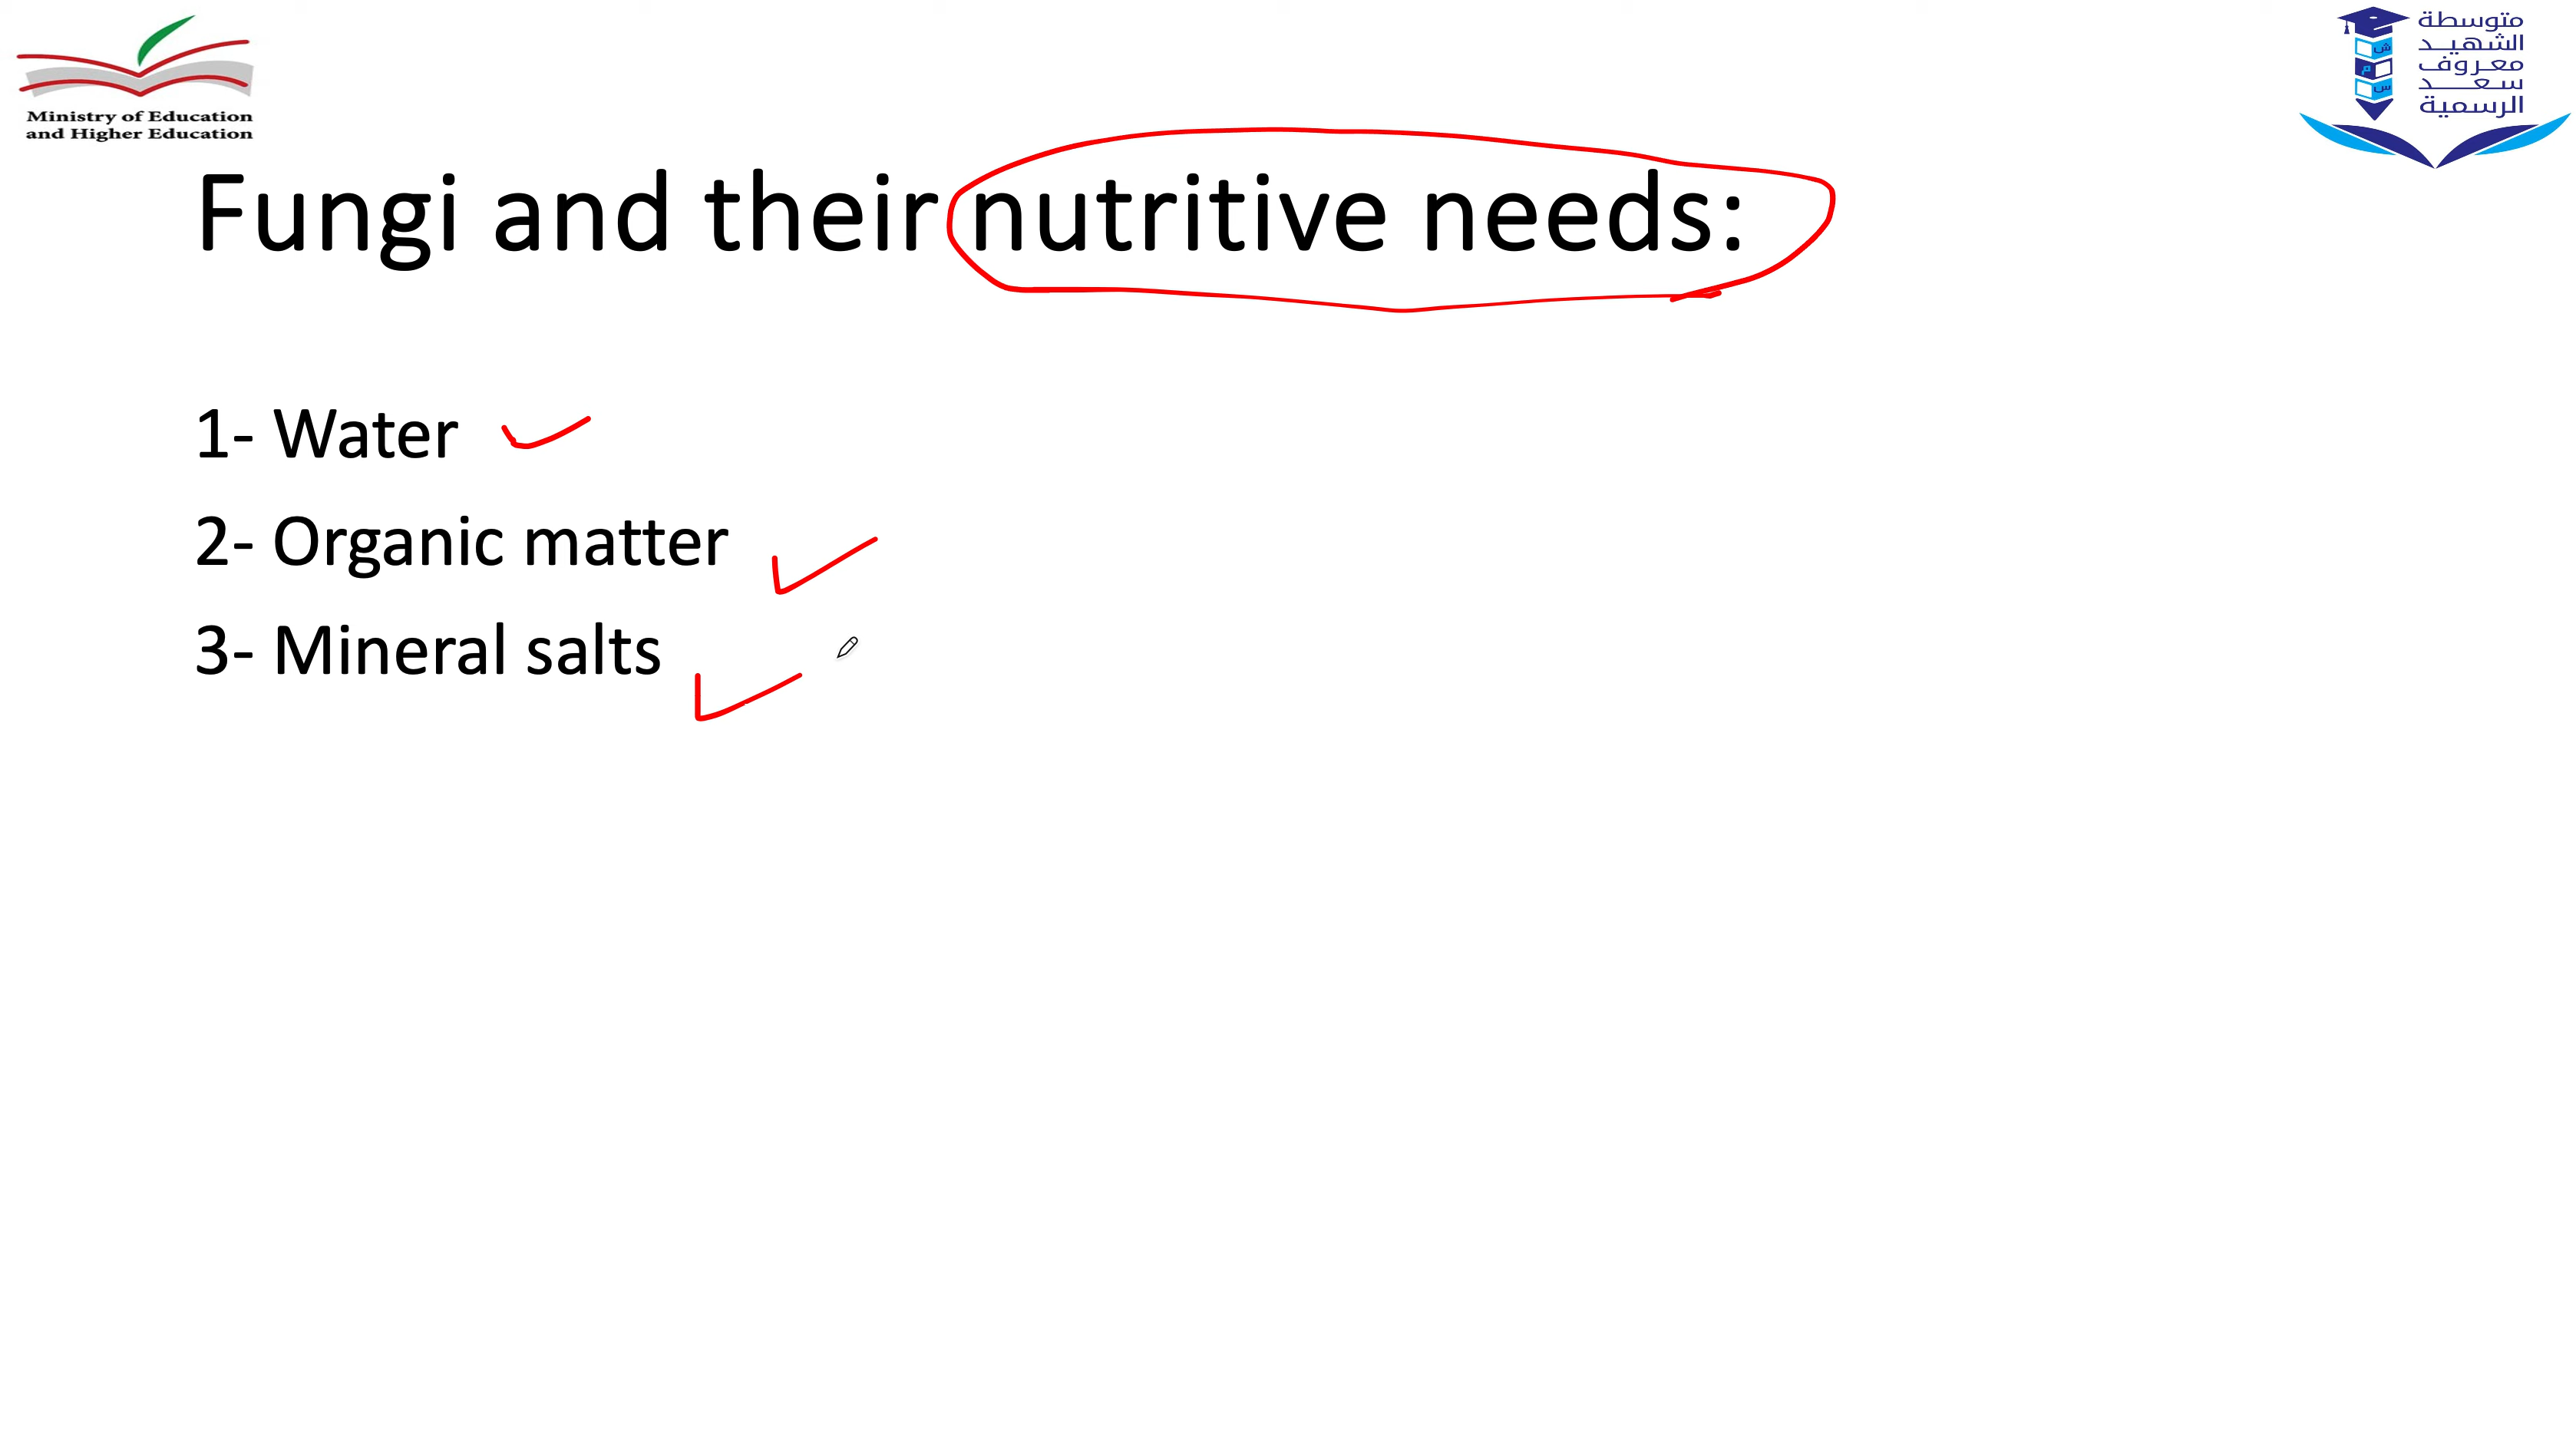 Ministry of Education
and Higher Education
متوسطة
الشهيد
معروف
سعد
الرسمية
ش
م
س
Fungi and their nutritive needs:
1- Water
2- Organic matter
3- Mineral salts